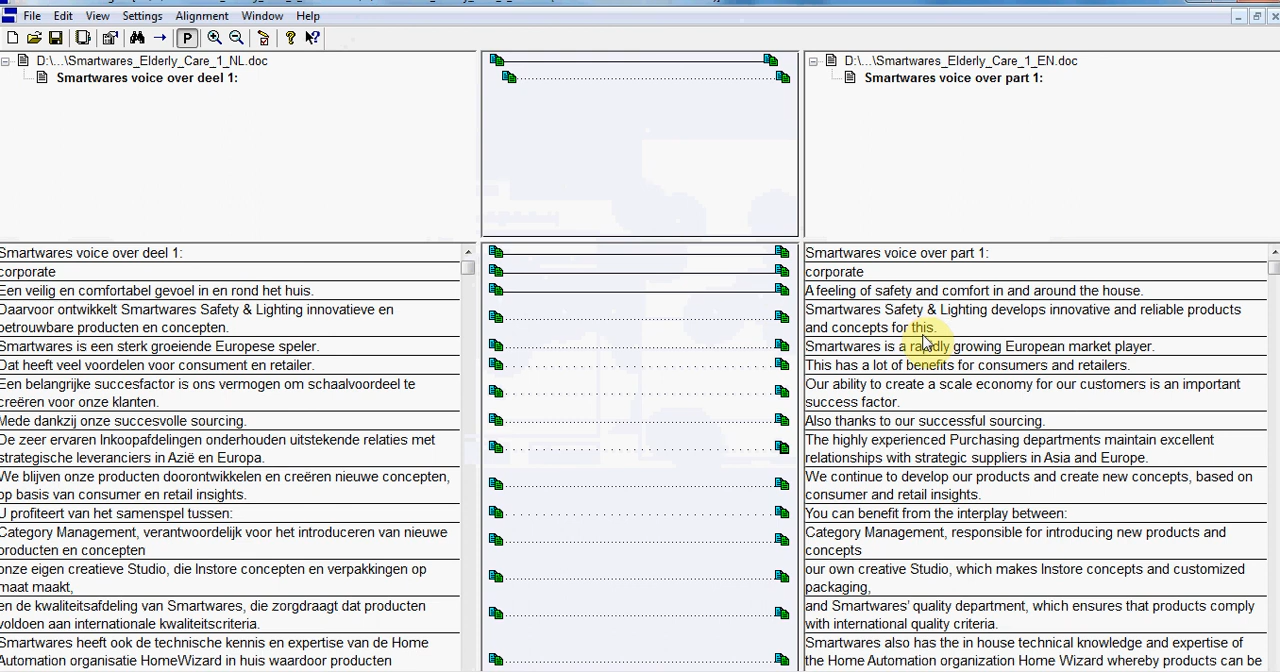 File Edit View Settings Alignment Window Help
P
D:\...\Smartwares_Elderly_Care_1_NL.doc
Smartwares voice over deel 1:
D:\...\Smartwares_Elderly_Care_1_EN.doc
Smartwares voice over part 1:
Smartwares voice over deel 1:
corporate
Een veilig en comfortabel gevoel in en rond het huis.
Daarvoor ontwikkelt Smartwares Safety & Lighting innovatieve en
betrouwbare producten en concepten.
Smartwares is een sterk groeiende Europese speler.
Dat heeft veel voordelen voor consument en retailer.
Een belangrijke succesfactor is ons vermogen om schaalvoordeel te
creëren voor onze klanten.
Mede dankzij onze succesvolle sourcing.
De zeer ervaren Inkoopafdelingen onderhouden uitstekende relaties met
strategische leveranciers in Azië en Europa.
We blijven onze producten doorontwikkelen en creëren nieuwe concepten,
op basis van consumer en retail insights.
U profiteert van het samenspel tussen:
Category Management, verantwoordelijk voor het introduceren van nieuwe
producten en concepten
onze eigen creatieve Studio, die Instore concepten en verpakkingen op
maat maakt,
en de kwaliteitsafdeling van Smartwares, die zorgdraagt dat producten
voldoen aan internationale kwaliteitscriteria.
Smartwares heeft ook de technische kennis en expertise van de Home
Automation organisatie HomeWizard in huis waardoor producten
Smartwares voice over part 1:
corporate
A feeling of safety and comfort in and around the house.
Smartwares Safety & Lighting develops innovative and reliable products
and concepts for this.
Smartwares is a rapidly growing European market player.
This has a lot of benefits for consumers and retailers.
Our ability to create a scale economy for our customers is an important
success factor.
Also thanks to our successful sourcing.
The highly experienced Purchasing departments maintain excellent
relationships with strategic suppliers in Asia and Europe.
We continue to develop our products and create new concepts, based on
consumer and retail insights.
You can benefit from the interplay between:
Category Management, responsible for introducing new products and
concepts
our own creative Studio, which makes Instore concepts and customized
packaging,
and Smartwares' quality department, which ensures that products comply
with international quality criteria.
Smartwares also has the in house technical knowledge and expertise of
the Home Automation organization Home Wizard whereby products can be